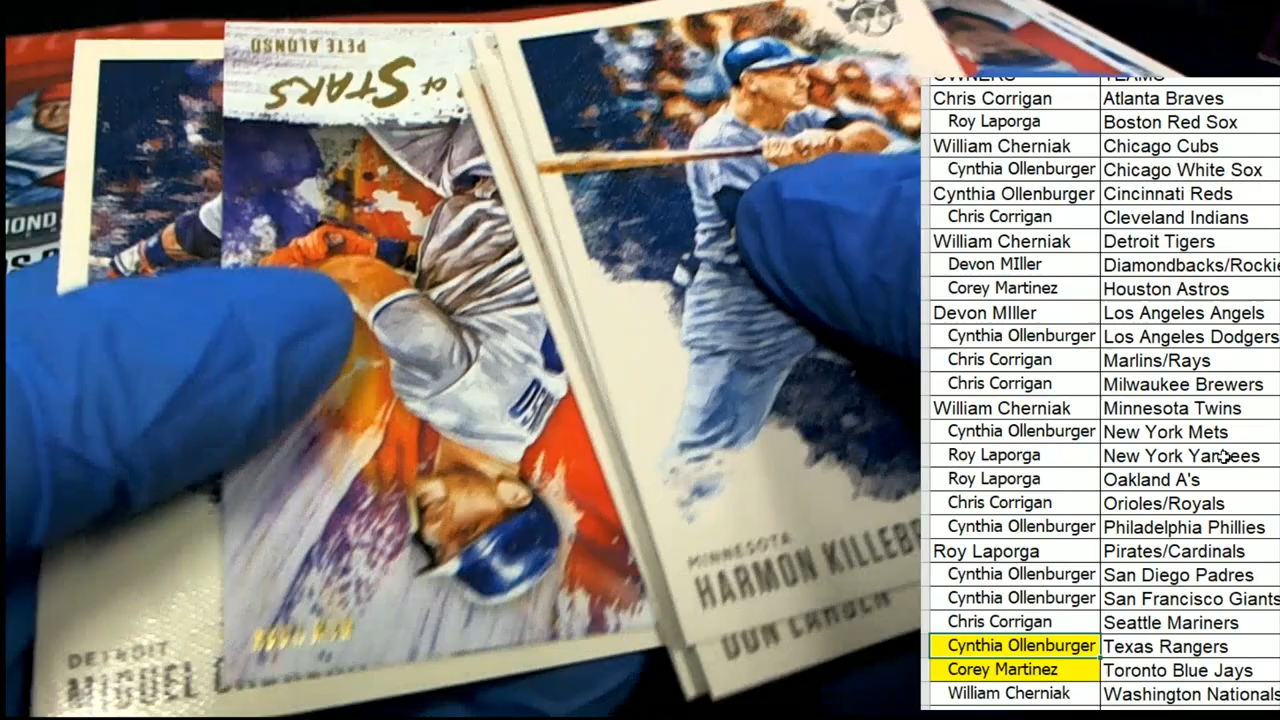 PETE ALONSO
OF STARS
MOND
DETROIT
MIGUEL
MINNESOTA
HARMON KILLEBR
DON
OWNERS TEAMS
Chris Corrigan Atlanta Braves
Roy Laporga Boston Red Sox
William Cherniak Chicago Cubs
Cynthia Ollenburger Chicago White Sox
Cynthia Ollenburger Cincinnati Reds
Chris Corrigan Cleveland Indians
William Cherniak Detroit Tigers
Devon MIller Diamondbacks/Rockie
Corey Martinez Houston Astros
Devon MIller Los Angeles Angels
Cynthia Ollenburger Los Angeles Dodgers
Chris Corrigan Marlins/Rays
Chris Corrigan Milwaukee Brewers
William Cherniak Minnesota Twins
Cynthia Ollenburger New York Mets
Roy Laporga New York Yankees
Roy Laporga Oakland A's
Chris Corrigan Orioles/Royals
Cynthia Ollenburger Philadelphia Phillies
Roy Laporga Pirates/Cardinals
Cynthia Ollenburger San Diego Padres
Cynthia Ollenburger San Francisco Giants
Chris Corrigan Seattle Mariners
Cynthia Ollenburger Texas Rangers
Corey Martinez Toronto Blue Jays
William Cherniak Washington Nationals